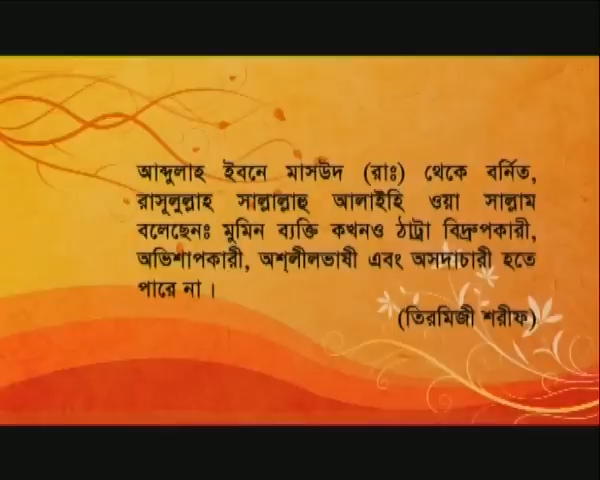 আব্দুলাহ ইবনে মাসউদ (রাঃ) থেকে বর্নিত,
রাসূলুল্লাহ সাল্লাল্লাহু আলাইহি ওয়া সাল্লাম
বলেছেনঃ মুমিন ব্যক্তি কখনও ঠাট্রা বিদ্রুপকারী,
অভিশাপকারী, অশ্লীলভাষী এবং অসদাচারী হতে
পারে না।
(তিরমিজী শরীফ)